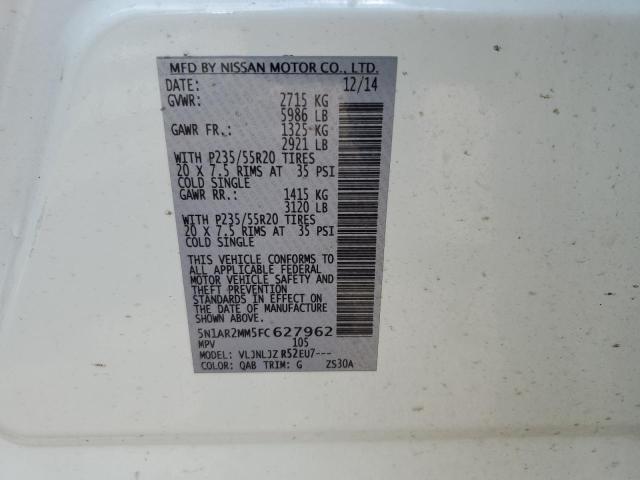 MFD BY NISSAN MOTOR CO., LTD.
DATE: 12/14
GVWR: 2715 KG
5986 LB
GAWR FR.: 1325 KG
2921 LB
WITH P235/55R20 TIRES
20 X 7.5 RIMS AT 35 PSI
COLD SINGLE
GAWR RR.: 1415 KG
3120 LB
WITH P235/55R20 TIRES
20 X 7.5 RIMS AT 35 PSI
COLD SINGLE
THIS VEHICLE CONFORMS TO
ALL APPLICABLE FEDERAL
MOTOR VEHICLE SAFETY AND
THEFT PREVENTION
STANDARDS IN EFFECT ON
THE DATE OF MANUFACTURE
SHOWN ABOVE.
5N1AR2MM5FC627962
MPV 105
MODEL: VLJNLJZ R52EU7---
COLOR: QAB TRIM: G ZS30A